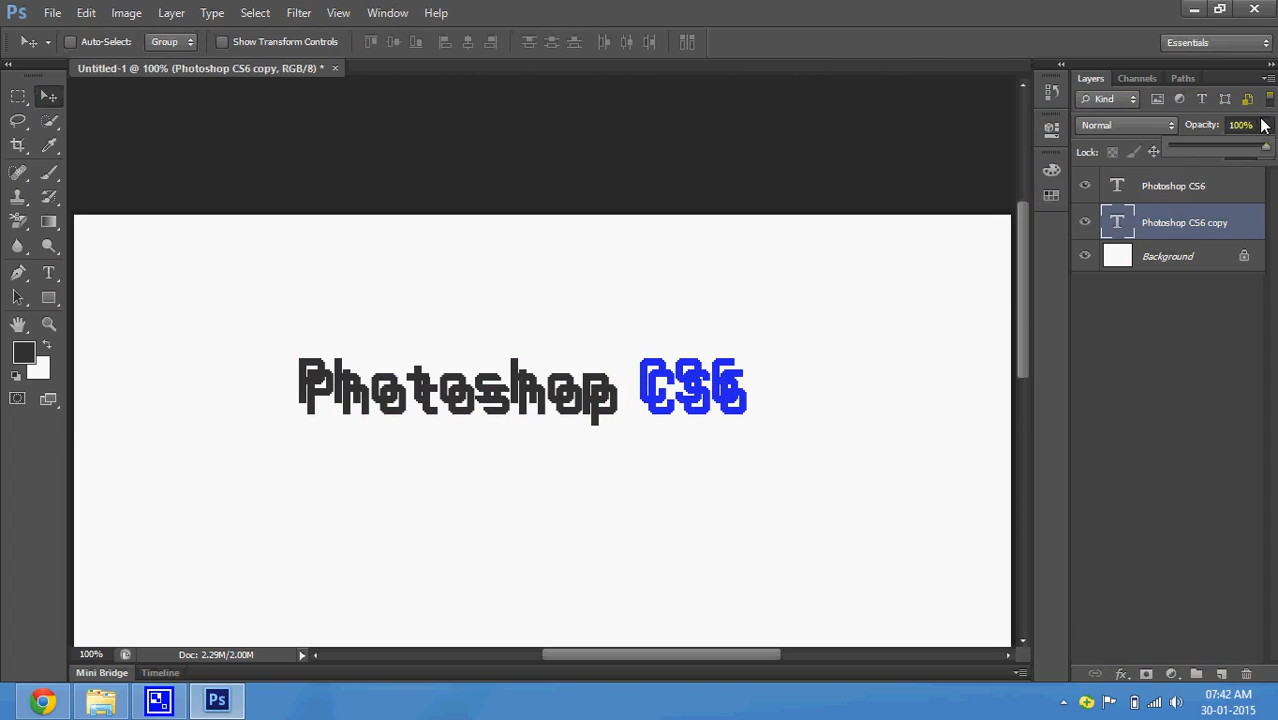 Ps File Edit Image Layer Type Select Filter View Window Help
Auto-Select: Group Show Transform Controls Essentials
Untitled-1 @ 100% (Photoshop CS6 copy, RGB/8) * ×
Layers Channels Paths
Kind
Normal Opacity: 100%
Lock:
Photoshop CS6
Photoshop CS6 copy
Background
Photoshop CS6
Photoshop CS6
100% Doc: 2.29M/2.00M
Mini Bridge Timeline
Ps
07:42 AM
30-01-2015